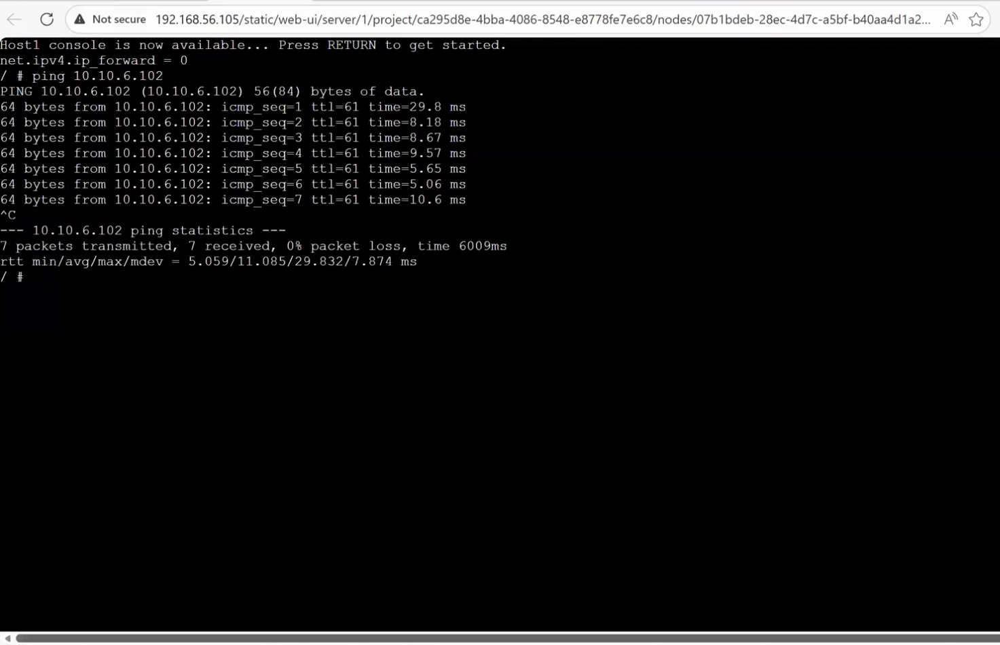 Not secure 192.168.56.105/static/web-ui/server/1/project/ca295d8e-4bba-4086-8548-e8778fe7e6c8/nodes/07b1bdeb-28ec-4d7c-a5bf-b40aa4d1a2...
Host1 console is now available... Press RETURN to get started.
net.ipv4.ip_forward = 0
/ # ping 10.10.6.102
PING 10.10.6.102 (10.10.6.102) 56(84) bytes of data.
64 bytes from 10.10.6.102: icmp_seq=1 ttl=61 time=29.8 ms
64 bytes from 10.10.6.102: icmp_seq=2 ttl=61 time=8.18 ms
64 bytes from 10.10.6.102: icmp_seq=3 ttl=61 time=8.67 ms
64 bytes from 10.10.6.102: icmp_seq=4 ttl=61 time=9.57 ms
64 bytes from 10.10.6.102: icmp_seq=5 ttl=61 time=5.65 ms
64 bytes from 10.10.6.102: icmp_seq=6 ttl=61 time=5.06 ms
64 bytes from 10.10.6.102: icmp_seq=7 ttl=61 time=10.6 ms
^C
--- 10.10.6.102 ping statistics ---
7 packets transmitted, 7 received, 0% packet loss, time 6009ms
rtt min/avg/max/mdev = 5.059/11.085/29.832/7.874 ms
/ #